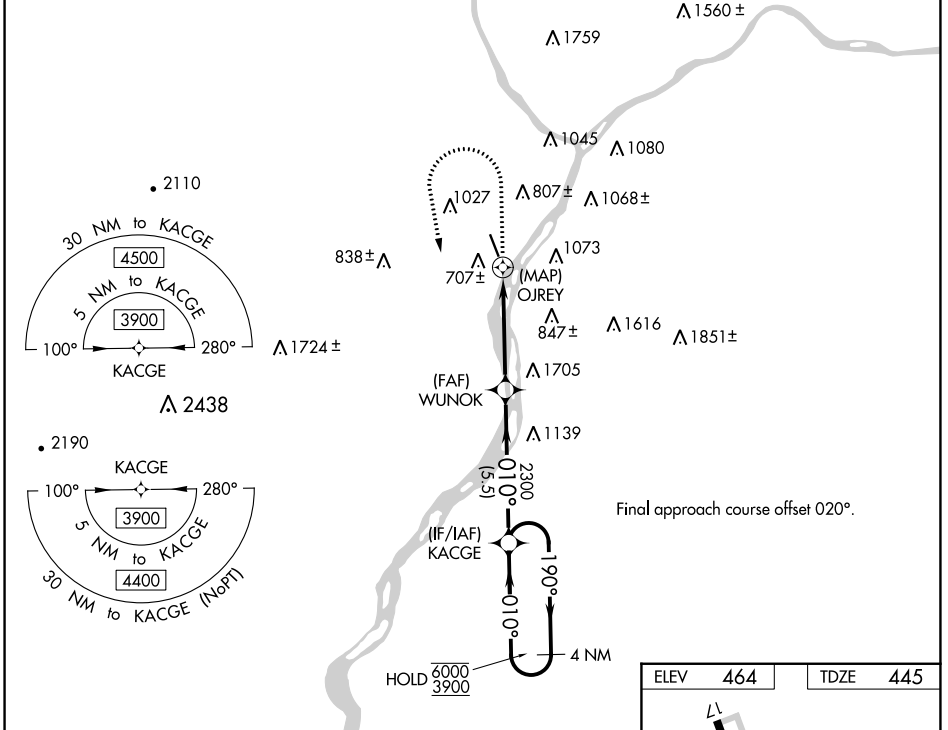 1560 ±
1759
1045
1080
2110
1027
807±
1068±
30 NM to KACGE
4500
5 NM to KACGE
3900
100°
280°
KACGE
838±
707±
1073
(MAP)
OJREY
847±
1616
1851±
1724 ±
1705
(FAF)
WUNOK
2438
1139
2190
KACGE
100°
280°
3900
5 NM to KACGE
4400
30 NM to KACGE (NoPT)
010°
2300
(5.5)
Final approach course offset 020°.
(IF/IAF)
KACGE
190°
010°
4 NM
HOLD 6000
3900
ELEV 464
TDZE 445
17